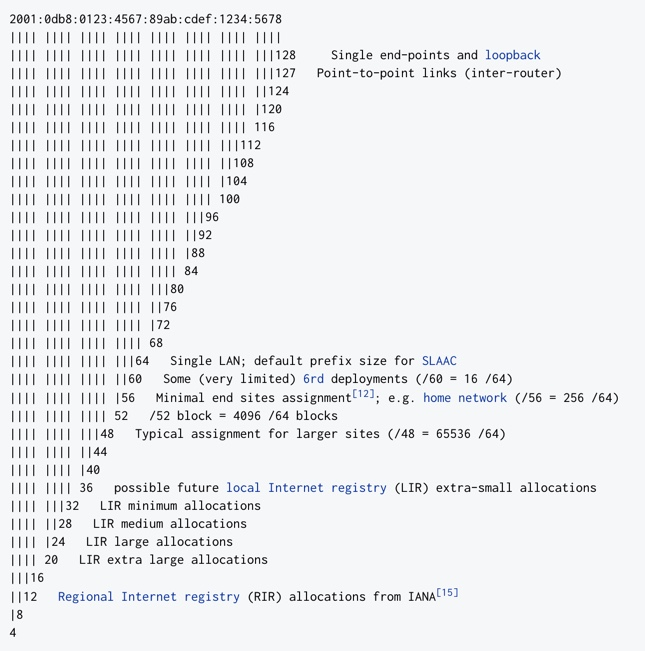 2001:0db8:0123:4567:89ab:cdef:1234:5678
|||| |||| |||| |||| |||| |||| |||| ||||
|||| |||| |||| |||| |||| |||| |||| |||128     Single end-points and loopback
|||| |||| |||| |||| |||| |||| |||| |||127   Point-to-point links (inter-router)
|||| |||| |||| |||| |||| |||| |||| ||124
|||| |||| |||| |||| |||| |||| |||| |120
|||| |||| |||| |||| |||| |||| |||| 116
|||| |||| |||| |||| |||| |||| |||112
|||| |||| |||| |||| |||| |||| ||108
|||| |||| |||| |||| |||| |||| |104
|||| |||| |||| |||| |||| |||| 100
|||| |||| |||| |||| |||| |||96
|||| |||| |||| |||| |||| ||92
|||| |||| |||| |||| |||| |88
|||| |||| |||| |||| |||| 84
|||| |||| |||| |||| |||80
|||| |||| |||| |||| ||76
|||| |||| |||| |||| |72
|||| |||| |||| |||| 68
|||| |||| |||| |||64   Single LAN; default prefix size for SLAAC
|||| |||| |||| ||60   Some (very limited) 6rd deployments (/60 = 16 /64)
|||| |||| |||| |56   Minimal end sites assignment[12]; e.g. home network (/56 = 256 /64)
|||| |||| |||| 52   /52 block = 4096 /64 blocks
|||| |||| |||48   Typical assignment for larger sites (/48 = 65536 /64)
|||| |||| ||44
|||| |||| |40
|||| |||| 36   possible future local Internet registry (LIR) extra-small allocations
|||| |||32   LIR minimum allocations
|||| ||28   LIR medium allocations
|||| |24   LIR large allocations
|||| 20   LIR extra large allocations
|||16
||12   Regional Internet registry (RIR) allocations from IANA[15]
|8
4